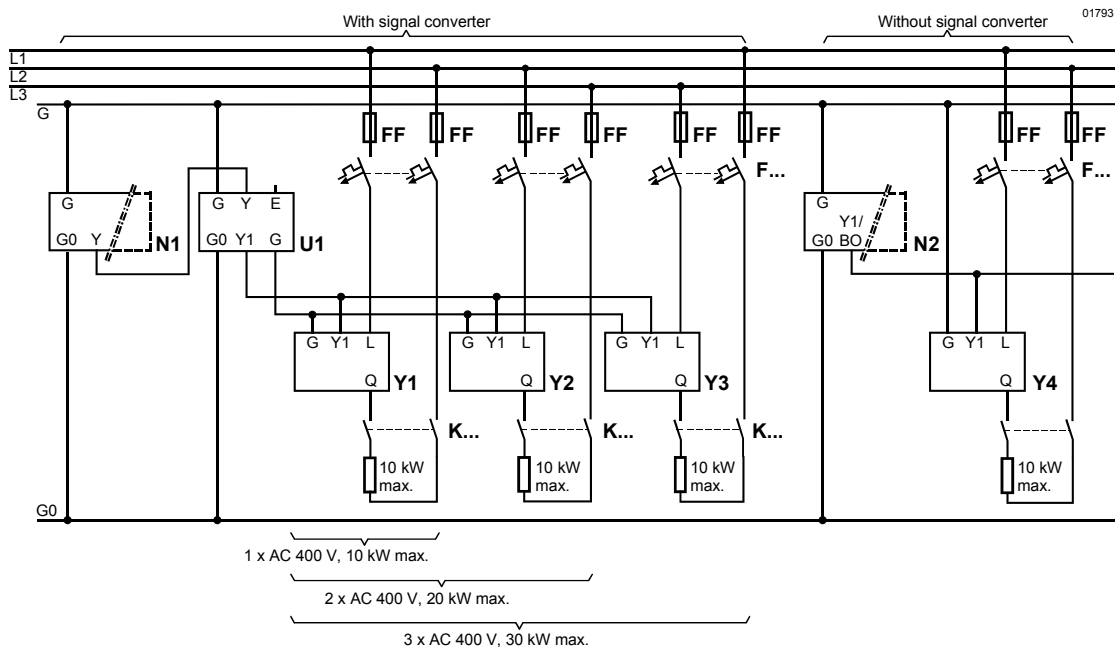 01793
With signal converter
Without signal converter
L1
L2
L3
G
FF FF FF FF FF FF FF FF
F... F...
G
G0 Y
N1
G Y E
G0 Y1 G
U1
G
Y1/
G0 BO
N2
G Y1 L
Q
Y1
G Y1 L
Q
Y2
G Y1 L
Q
Y3
G Y1 L
Q
Y4
K... K... K...
10 kW
max.
10 kW
max.
10 kW
max.
10 kW
max.
G0
1 x AC 400 V, 10 kW max.
2 x AC 400 V, 20 kW max.
3 x AC 400 V, 30 kW max.